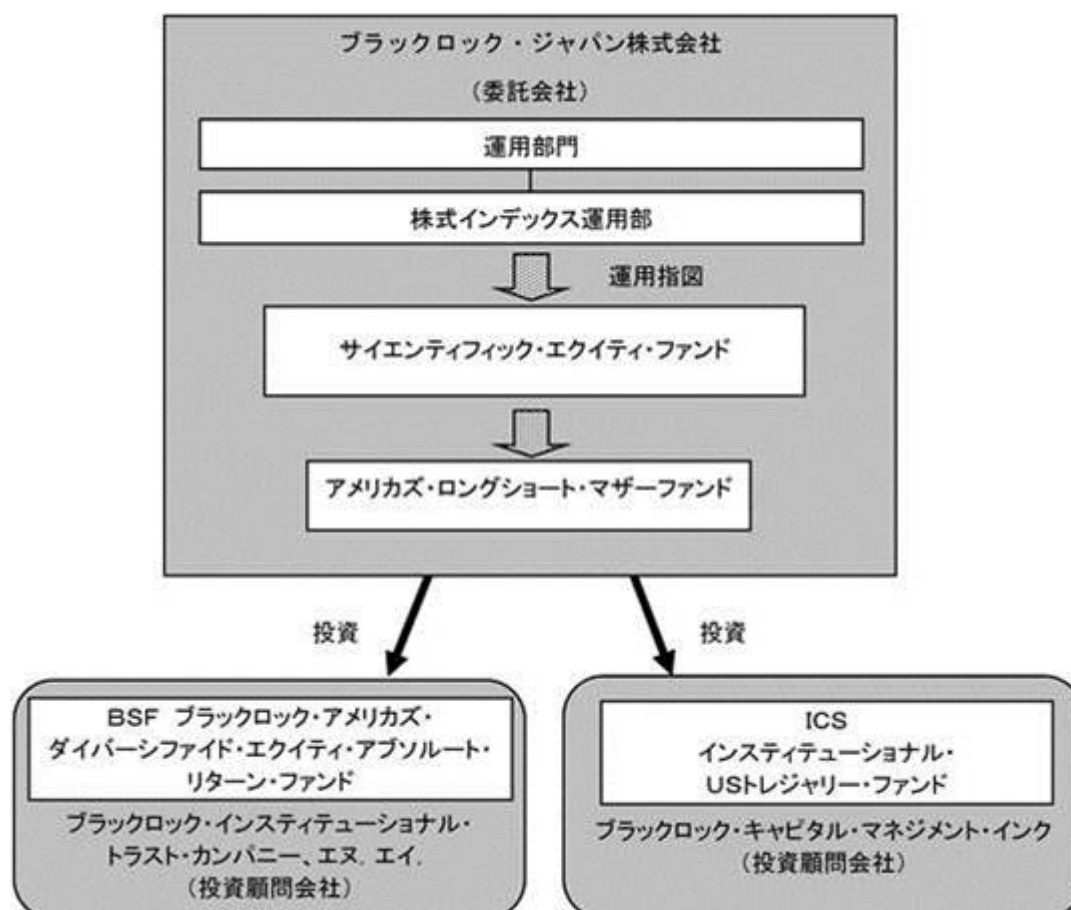 ブラックロック・ジャパン株式会社
（委託会社）
運用部門
株式インデックス運用部
運用指図
サイエンティフィック・エクイティ・ファンド
アメリカズ・ロングショート・マザーファンド
投資
投資
BSF ブラックロック・アメリカズ・
ダイバーシファイド・エクイティ・アブソルート・
リターン・ファンド
ブラックロック・インスティテューショナル・
トラスト・カンパニー、エヌ．エイ．
（投資顧問会社）
ICS
インスティテューショナル・
USトレジャリー・ファンド
ブラックロック・キャピタル・マネジメント・インク
（投資顧問会社）